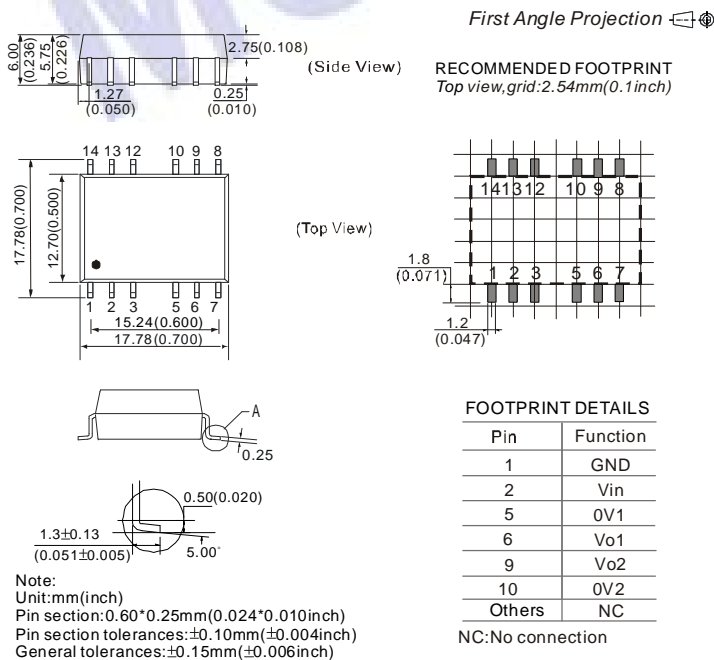 First Angle Projection
6.00
(0.236)
5.75
(0.226)
2.75(0.108)
1.27
(0.050)
0.25
(0.010)
(Side View)
RECOMMENDED FOOTPRINT
Top view,grid:2.54mm(0.1inch)
14 13 12 10 9 8
17.78(0.700)
12.70(0.500)
1 2 3 5 6 7
15.24(0.600)
17.78(0.700)
(Top View)
14 13 12 10 9 8
1.8
(0.071)
1 2 3 5 6 7
1.2
(0.047)
A
0.25
0.50(0.020)
1.3±0.13
(0.051±0.005)
5.00°
FOOTPRINT DETAILS
Pin Function
1 GND
2 Vin
5 0V1
6 Vo1
9 Vo2
10 0V2
Others NC
NC:No connection
Note:
Unit:mm(inch)
Pin section:0.60*0.25mm(0.024*0.010inch)
Pin section tolerances:±0.10mm(±0.004inch)
General tolerances:±0.15mm(±0.006inch)